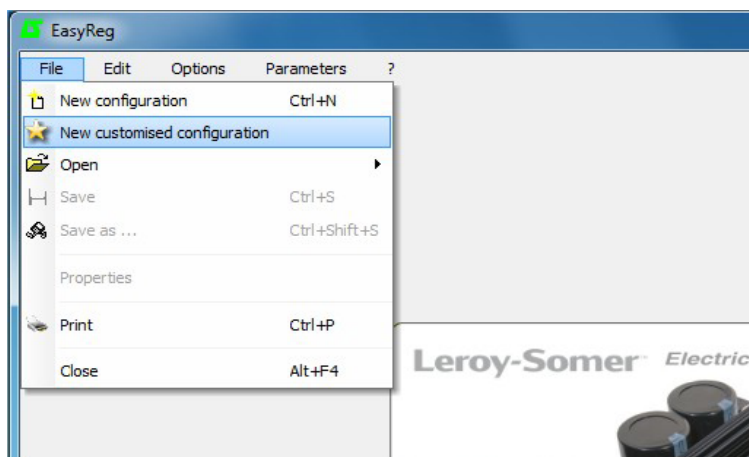 EasyReg
File Edit Options Parameters ?
New configuration Ctrl+N
New customised configuration
Open
Save Ctrl+S
Save as ... Ctrl+Shift+S
Properties
Print Ctrl+P
Close Alt+F4
Leroy-Somer Electric